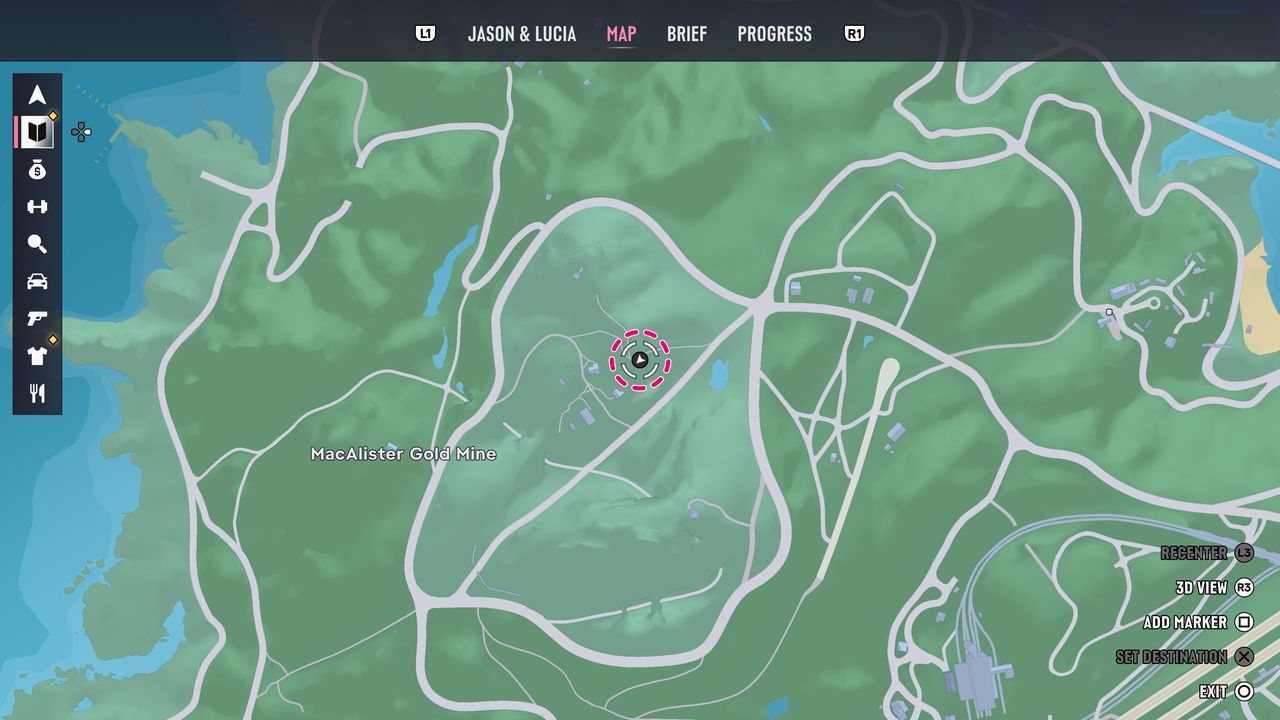 L1 JASON & LUCIA MAP BRIEF PROGRESS R1
MacAlister Gold Mine
RECENTER L3
3D VIEW R3
ADD MARKER
SET DESTINATION
EXIT